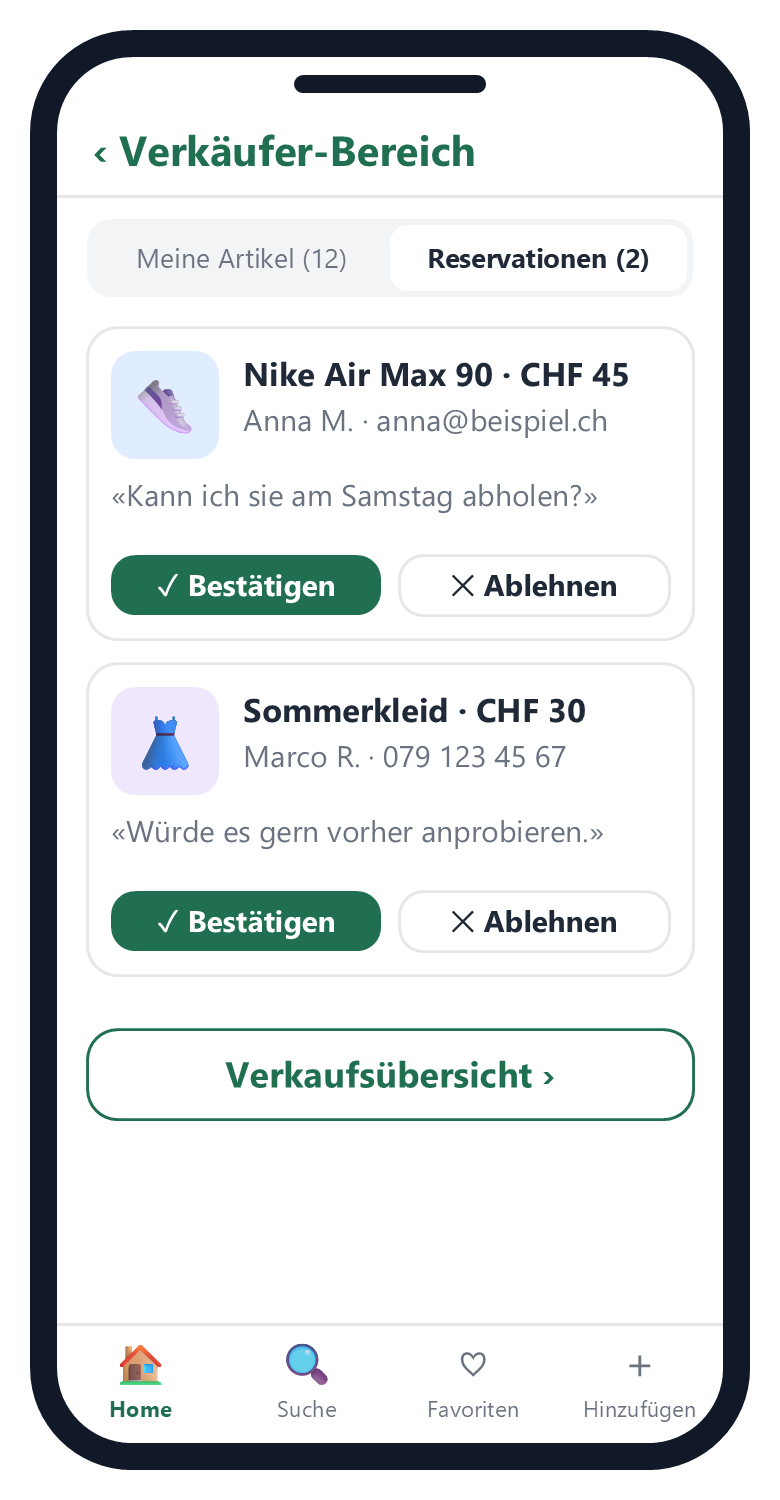 ‹ Verkäufer-Bereich
Meine Artikel (12) Reservationen (2)
Nike Air Max 90 · CHF 45
Anna M. · anna@beispiel.ch
«Kann ich sie am Samstag abholen?»
✓ Bestätigen ✕ Ablehnen
Sommerkleid · CHF 30
Marco R. · 079 123 45 67
«Würde es gern vorher anprobieren.»
✓ Bestätigen ✕ Ablehnen
Verkaufsübersicht ›
Home Suche Favoriten Hinzufügen